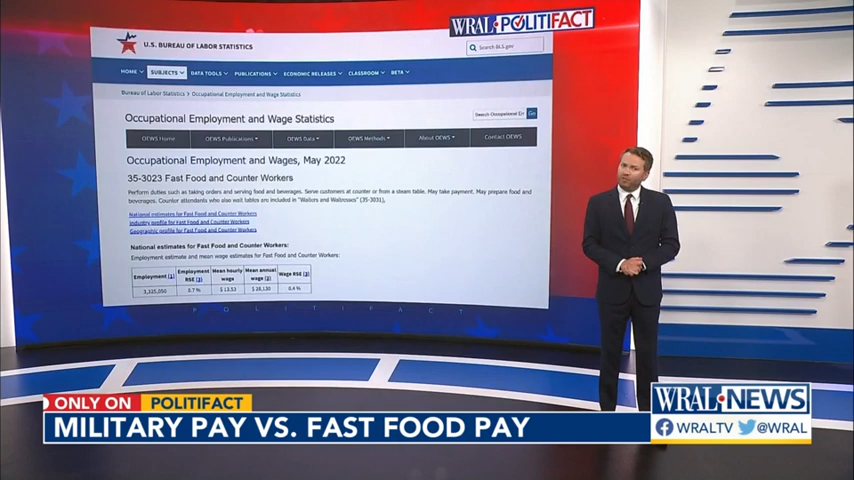 WRAL POLITIFACT
U.S. BUREAU OF LABOR STATISTICS
Search BLS.gov
HOME SUBJECTS DATA TOOLS PUBLICATIONS ECONOMIC RELEASES CLASSROOM BETA
Bureau of Labor Statistics > Occupational Employment and Wage Statistics
Occupational Employment and Wage Statistics
Search Occupational Em Go
OEWS Home OEWS Publications OEWS Data OEWS Methods About OEWS Contact OEWS
Occupational Employment and Wages, May 2022
35-3023 Fast Food and Counter Workers
Perform duties such as taking orders and serving food and beverages. Serve customers at counter or from a steam table. May take payment. May prepare food and
beverages. Counter attendants who also wait tables are included in "Waiters and Waitresses" (35-3031).
National estimates for Fast Food and Counter Workers
Industry profile for Fast Food and Counter Workers
Geographic profile for Fast Food and Counter Workers
National estimates for Fast Food and Counter Workers:
Employment estimate and mean wage estimates for Fast Food and Counter Workers:
Employment (1) Employment RSE (3) Mean hourly wage Mean annual wage (2) Wage RSE (3)
0.7 % $ 13.53 $ 28,130 0.4 %
POLITIFACT
ONLY ON POLITIFACT
MILITARY PAY VS. FAST FOOD PAY
WRAL NEWS
WRALTV @WRAL